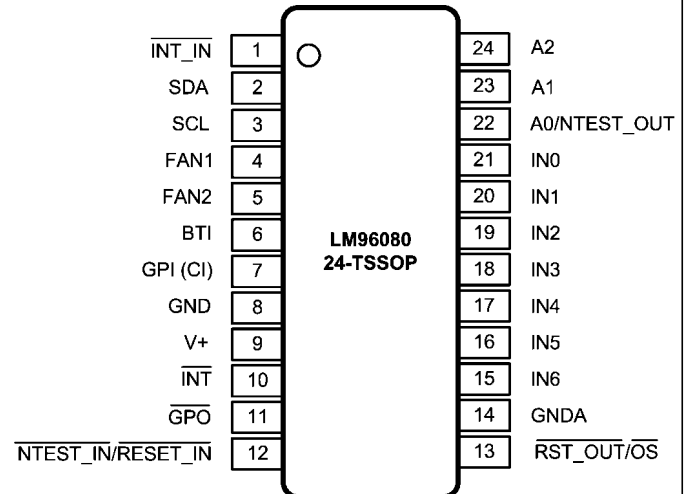 INT_IN 1 24 A2
SDA 2 23 A1
SCL 3 22 A0/NTEST_OUT
FAN1 4 21 IN0
FAN2 5 20 IN1
BTI 6 19 IN2
GPI (CI) 7 18 IN3
GND 8 17 IN4
V+ 9 16 IN5
INT 10 15 IN6
GPO 11 14 GNDA
NTEST_IN/RESET_IN 12 13 RST_OUT/OS
LM96080
24-TSSOP